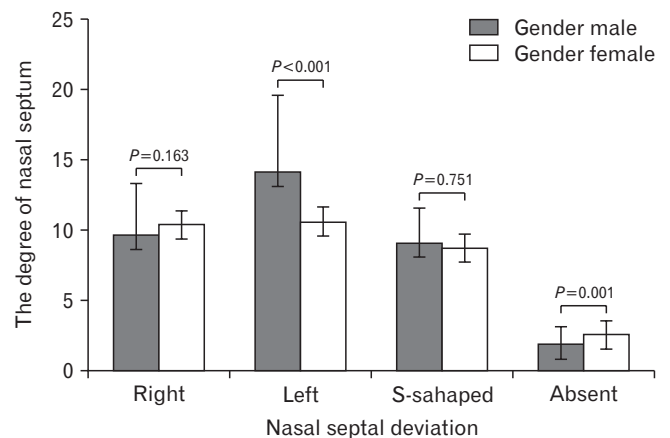 Gender male
Gender female
The degree of nasal septum
25
20
15
10
5
0
P=0.163
P<0.001
P=0.751
P=0.001
Right
Left
S-sahaped
Absent
Nasal septal deviation